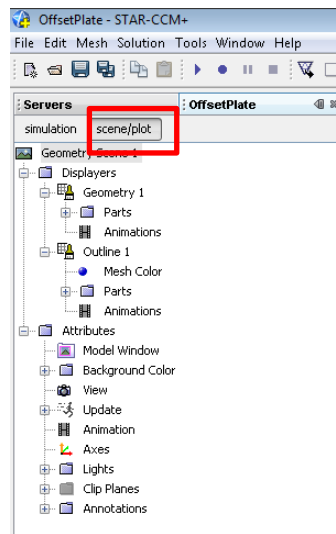 OffsetPlate - STAR-CCM+
File Edit Mesh Solution Tools Window Help
Servers OffsetPlate
simulation scene/plot
Geometry Scene 1
Displayers
Geometry 1
Parts
Animations
Outline 1
Mesh Color
Parts
Animations
Attributes
Model Window
Background Color
View
Update
Animation
Axes
Lights
Clip Planes
Annotations